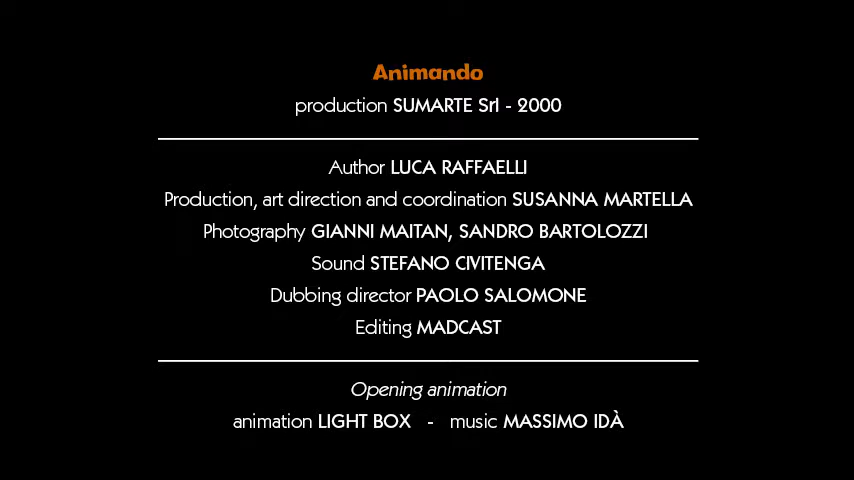 Animando
production SUMARTE Srl - 2000
Author LUCA RAFFAELLI
Production, art direction and coordination SUSANNA MARTELLA
Photography GIANNI MAITAN, SANDRO BARTOLOZZI
Sound STEFANO CIVITENGA
Dubbing director PAOLO SALOMONE
Editing MADCAST
Opening animation
animation LIGHT BOX - music MASSIMO IDÀ